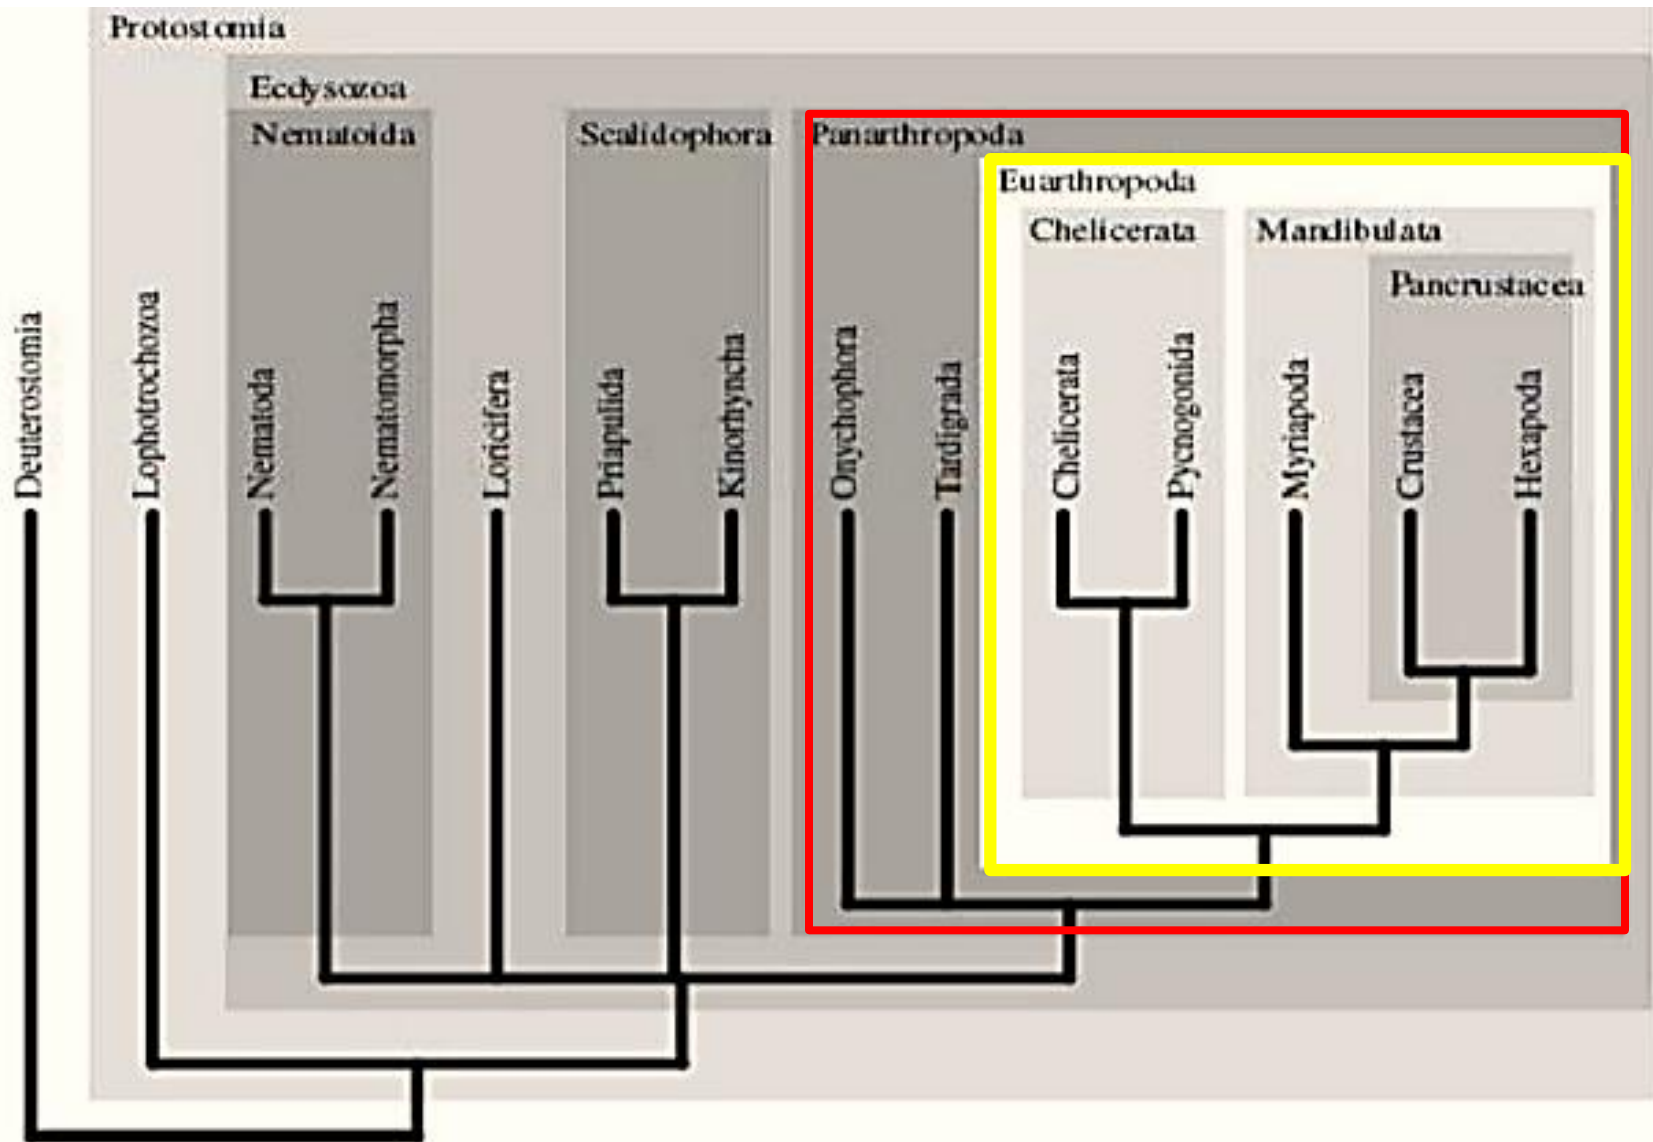 Protostomia
Ecdysozoa
Nematoida
Scalidophora
Panarthropoda
Euarthropoda
Chelicerata
Mandibulata
Pancrustacea
Deuterostomia
Lophotrochozoa
Nematoda
Nematomorpha
Loricifera
Priapulida
Kinorhyncha
Onychophora
Tardigrada
Chelicerata
Pycnogonida
Myriapoda
Crustacea
Hexapoda